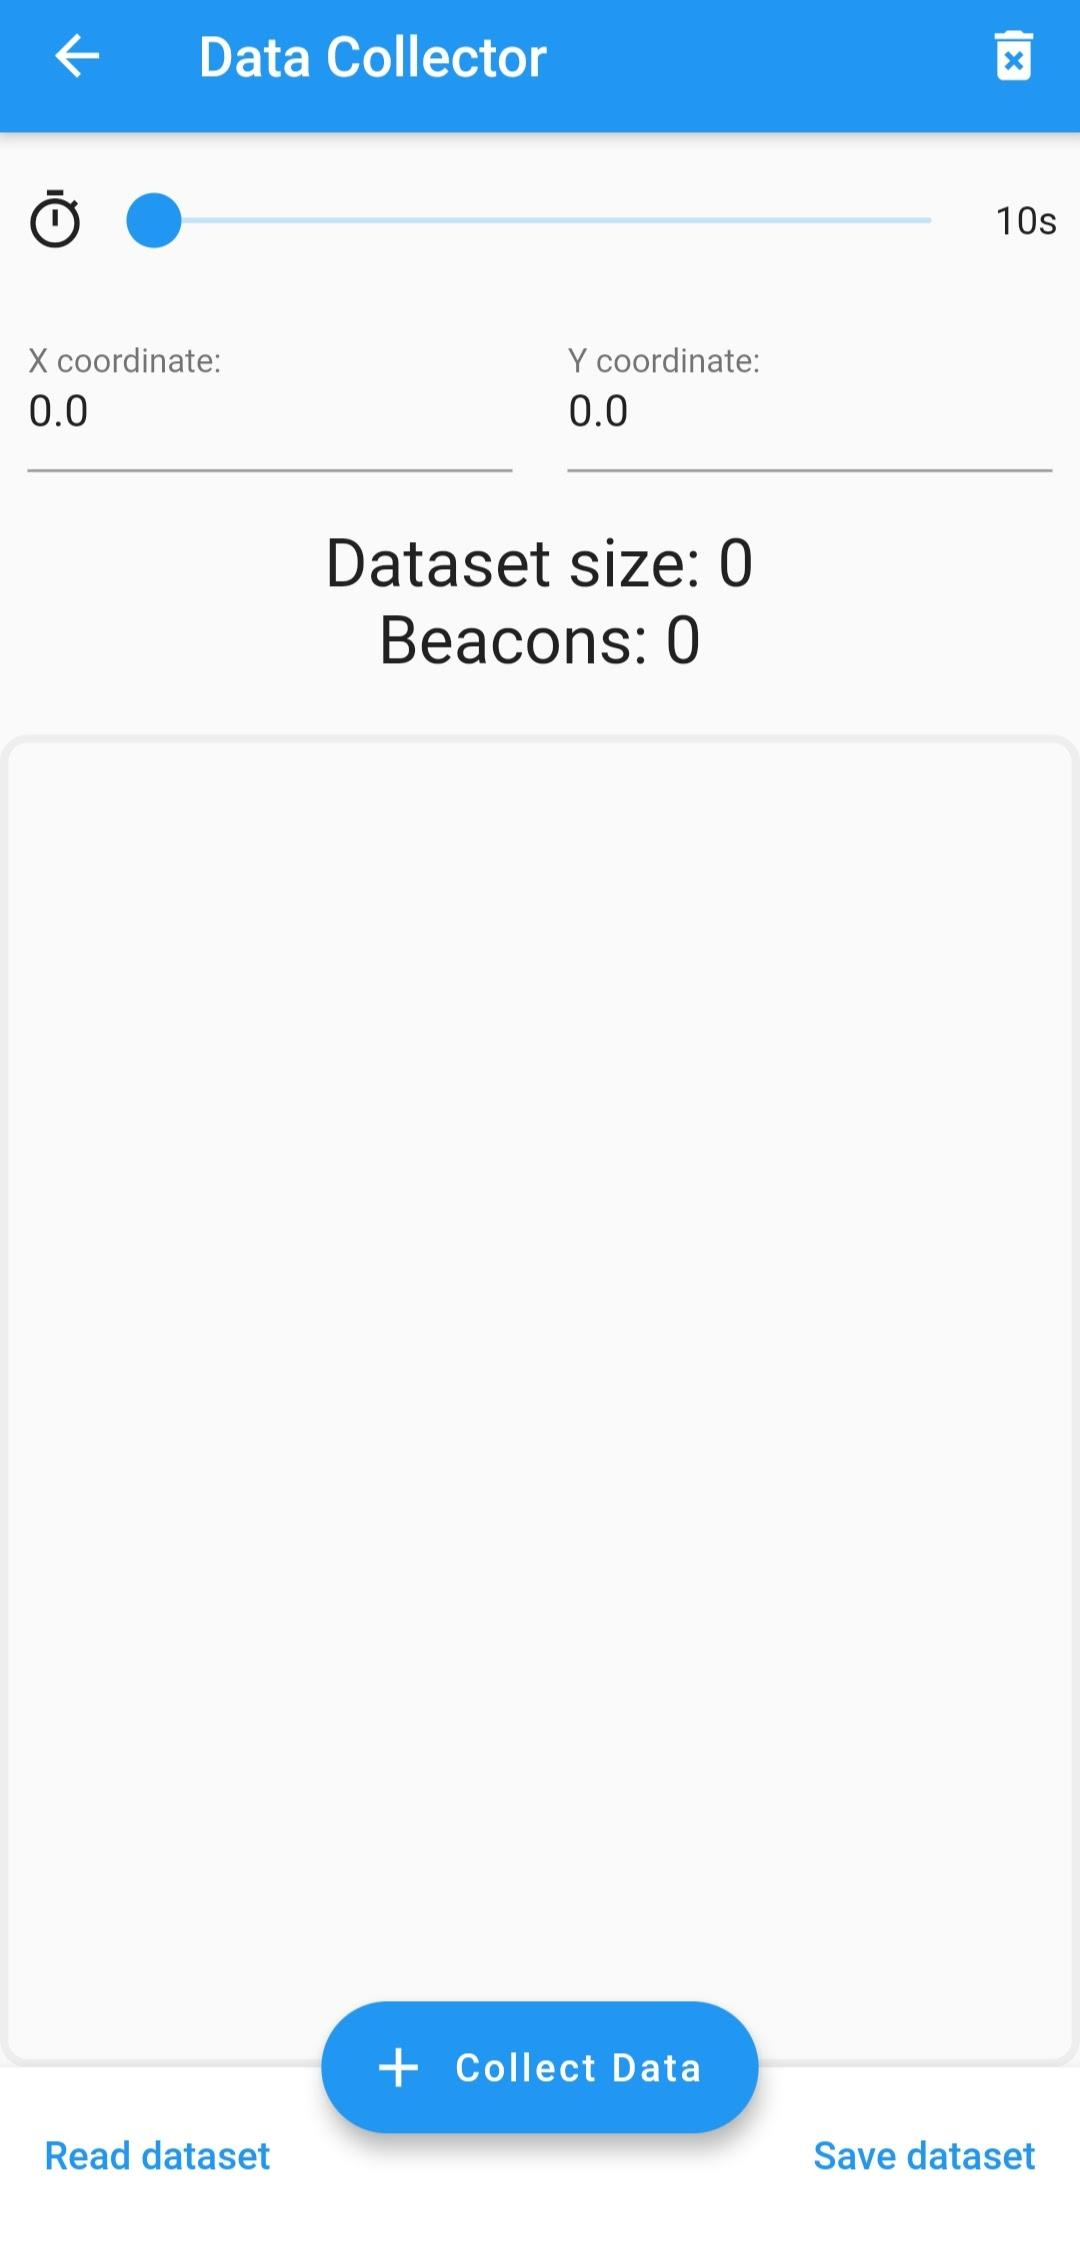 Data Collector
10s
X coordinate:
Y coordinate:
0.0
0.0
Dataset size: 0
Beacons: 0
Collect Data
Read dataset
Save dataset